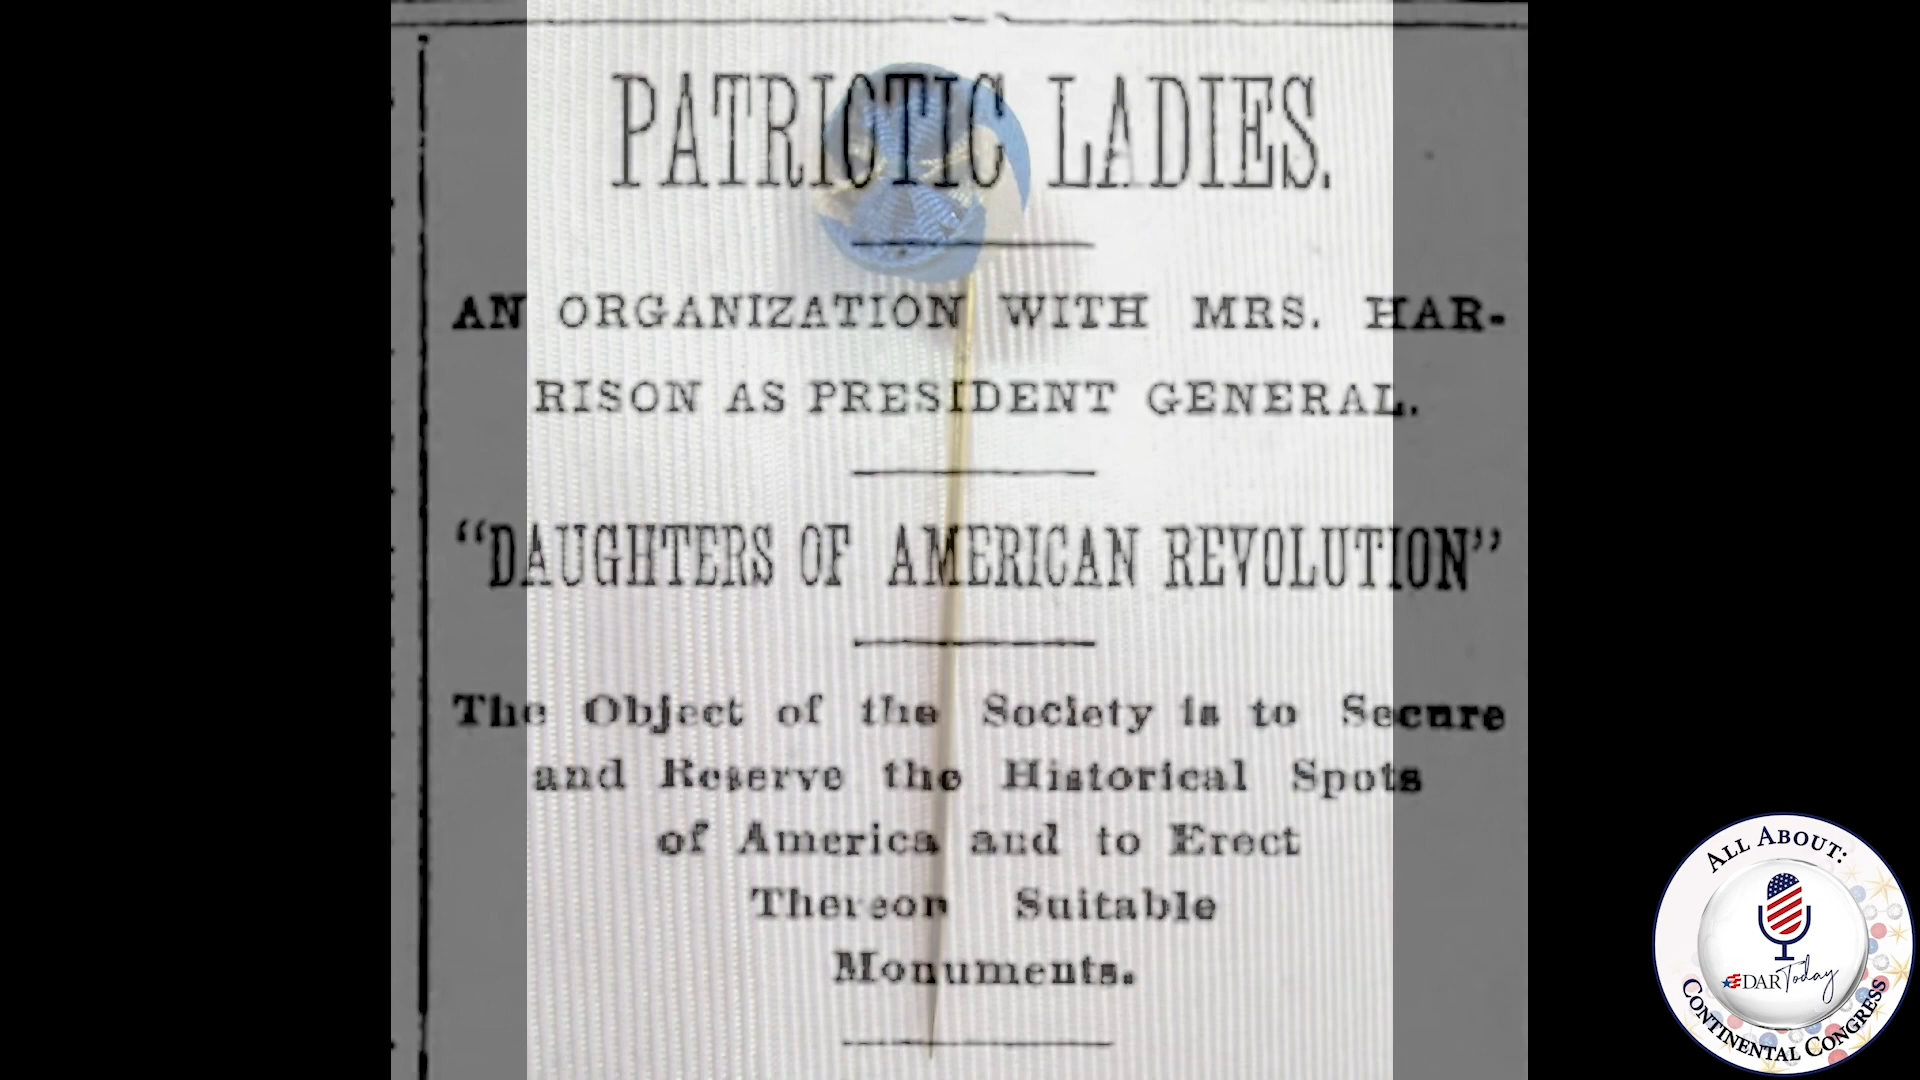 PATRIOTIC LADIES.
AN ORGANIZATION WITH MRS. HAR-
RISON AS PRESIDENT GENERAL.
"DAUGHTERS OF AMERICAN REVOLUTION"
The Object of the Society is to Secure
and Reserve the Historical Spots
of America and to Erect
Thereon Suitable
Monuments.
ALL ABOUT:
DAR Today
CONTINENTAL CONGRESS